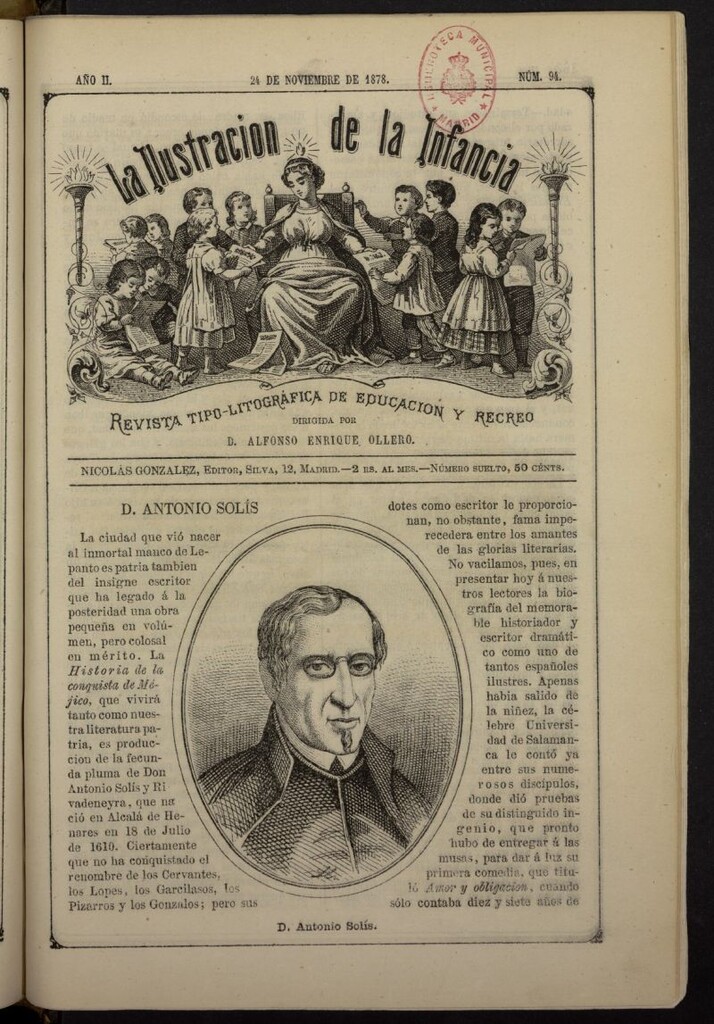 AÑO II.
24 DE NOVIEMBRE DE 1878.
NÚM. 94.
HEMEROTECA MUNICIPAL
MADRID
La Ilustracion de la Infancia
REVISTA TIPO-LITOGRÁFICA DE EDUCACION Y RECREO
DIRIGIDA POR
D. ALFONSO ENRIQUE OLLERO.
NICOLÁS GONZALEZ, EDITOR, SILVA, 12, MADRID.—2 RS. AL MES.—NÚMERO SUELTO, 50 CÉNTS.
D. ANTONIO SOLÍS
La ciudad que vió nacer
al inmortal manco de Le-
panto es patria tambien
del insigne escritor
que ha legado á la
posteridad una obra
pequeña en volú-
men, pero colosal
en mérito. La
Historia de la
conquista de Mé-
jico, que vivirá
tanto como nues-
tra literatura pa-
tria, es produc-
cion de la fecun-
da pluma de Don
Antonio Solís y Ri
vadeneyra, que na
ció en Alcalá de He-
nares en 18 de Julio
de 1610. Ciertamente
que no ha conquistado el
renombre de los Cervantes,
los Lopes, los Garcilasos, los
Pizarros y los Gonzalos; pero sus
dotes como escritor le proporcio-
nan, no obstante, fama impe-
recedera entre los amantes
de las glorias literarias.
No vacilamos, pues, en
presentar hoy á nues-
tros lectores la bio-
grafía del memora-
ble historiador y
escritor dramáti-
co como uno de
tantos españoles
ilustres. Apenas
habia salido de
la niñez, la cé-
lebre Universi-
dad de Salaman-
ca le contó ya
entre sus nume-
rosos discípulos,
donde dió pruebas
de su distinguido in-
genio, que pronto
hubo de entregar á las
musas, para dar á luz su
primera comedia, que titu-
ló Amor y obligacion, cuando
sólo contaba diez y siete años de
D. Antonio Solís.